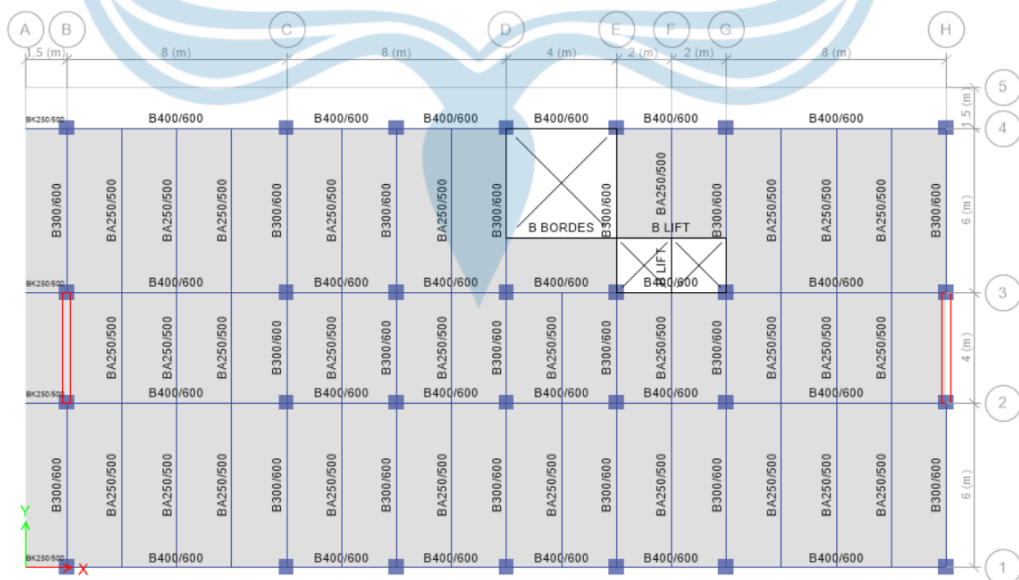 A B C D E F G H
1,5 (m) 8 (m) 8 (m) 4 (m) 2 (m) 2 (m) 8 (m)
5
1,5 (m)
BK250/500 B400/600 B400/600 B400/600 B400/600 B400/600 B400/600 4
B300/600 BA250/500 BA250/500 BA250/500 B300/600 BA250/500 B300/600 BA250/500 B300/600 B300/600 BA250/500 B300/600 BA250/500 BA250/500 BA250/500 B300/600 6 (m)
B BORDES B LIFT
B LIFT
BK250/500 B400/600 B400/600 B400/600 B400/600 B400/600 B400/600 3
B300/600 BA250/500 BA250/500 BA250/500 B300/600 BA250/500 B300/600 BA250/500 B300/600 BA250/500 B300/600 BA250/500 B300/600 BA250/500 BA250/500 BA250/500 B300/600 4 (m)
BK250/500 B400/600 B400/600 B400/600 B400/600 B400/600 B400/600 2
B300/600 BA250/500 BA250/500 BA250/500 B300/600 BA250/500 B300/600 BA250/500 B300/600 BA250/500 B300/600 BA250/500 B300/600 BA250/500 BA250/500 BA250/500 B300/600 6 (m)
Y
BK250/500 B400/600 B400/600 B400/600 B400/600 B400/600 B400/600 1
X